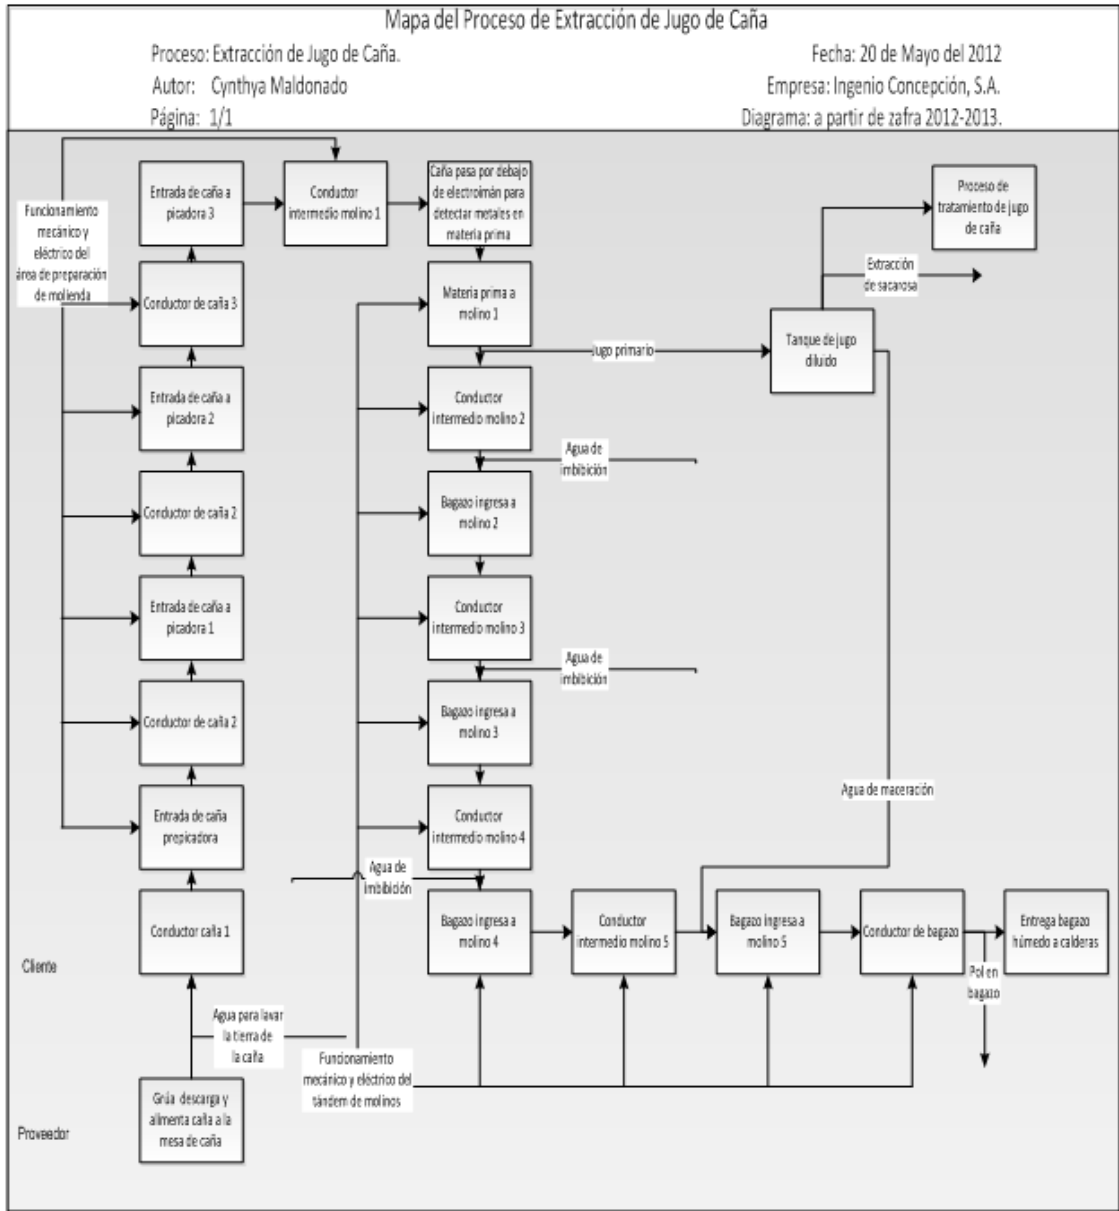 Mapa del Proceso de Extracción de Jugo de Caña
Proceso: Extracción de Jugo de Caña.
Fecha: 20 de Mayo del 2012
Autor: Cynthya Maldonado
Empresa: Ingenio Concepción, S.A.
Página: 1/1
Diagrama: a partir de zafra 2012-2013.
Funcionamiento
mecánico y
eléctrico del
área de preparación
de molienda
Entrada de caña a
picadora 3
Conductor
intermedio molino 1
Caña pasa por debajo
de electroimán para
detectar metales en
materia prima
Proceso de
tratamiento de jugo
de caña
Extracción
de sacarosa
Conductor de caña 3
Materia prima a
molino 1
Jugo primario
Tanque de jugo
diluido
Entrada de caña a
picadora 2
Conductor
intermedio molino 2
Agua de
imbibición
Conductor de caña 2
Bagazo ingresa a
molino 2
Entrada de caña a
picadora 1
Conductor
intermedio molino 3
Agua de
imbibición
Conductor de caña 2
Bagazo ingresa a
molino 3
Entrada de caña
prepicadora
Conductor
intermedio molino 4
Agua de maceración
Agua de
imbibición
Conductor caña 1
Bagazo ingresa a
molino 4
Conductor
intermedio molino 5
Bagazo ingresa a
molino 5
Conductor de bagazo
Entrega bagazo
húmedo a calderas
Cliente
Pol en
bagazo
Agua para lavar
la tierra de
la caña
Funcionamiento
mecánico y eléctrico del
tándem de molinos
Grúa descarga y
alimenta caña a la
mesa de caña
Proveedor